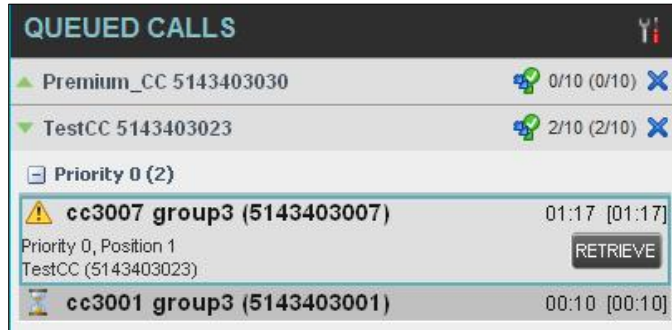 QUEUED CALLS
Premium_CC 5143403030 0/10 (0/10)
TestCC 5143403023 2/10 (2/10)
Priority 0 (2)
cc3007 group3 (5143403007) 01:17 [01:17]
Priority 0, Position 1 RETRIEVE
TestCC (5143403023)
cc3001 group3 (5143403001) 00:10 [00:10]